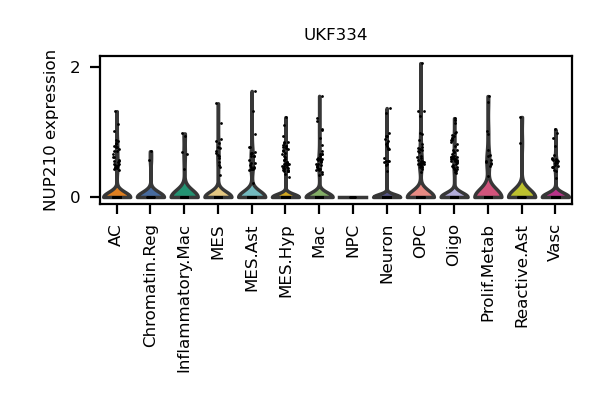 UKF334
NUP210 expression
2
0
AC
Chromatin.Reg
Inflammatory.Mac
MES
MES.Ast
MES.Hyp
Mac
NPC
Neuron
OPC
Oligo
Prolif.Metab
Reactive.Ast
Vasc